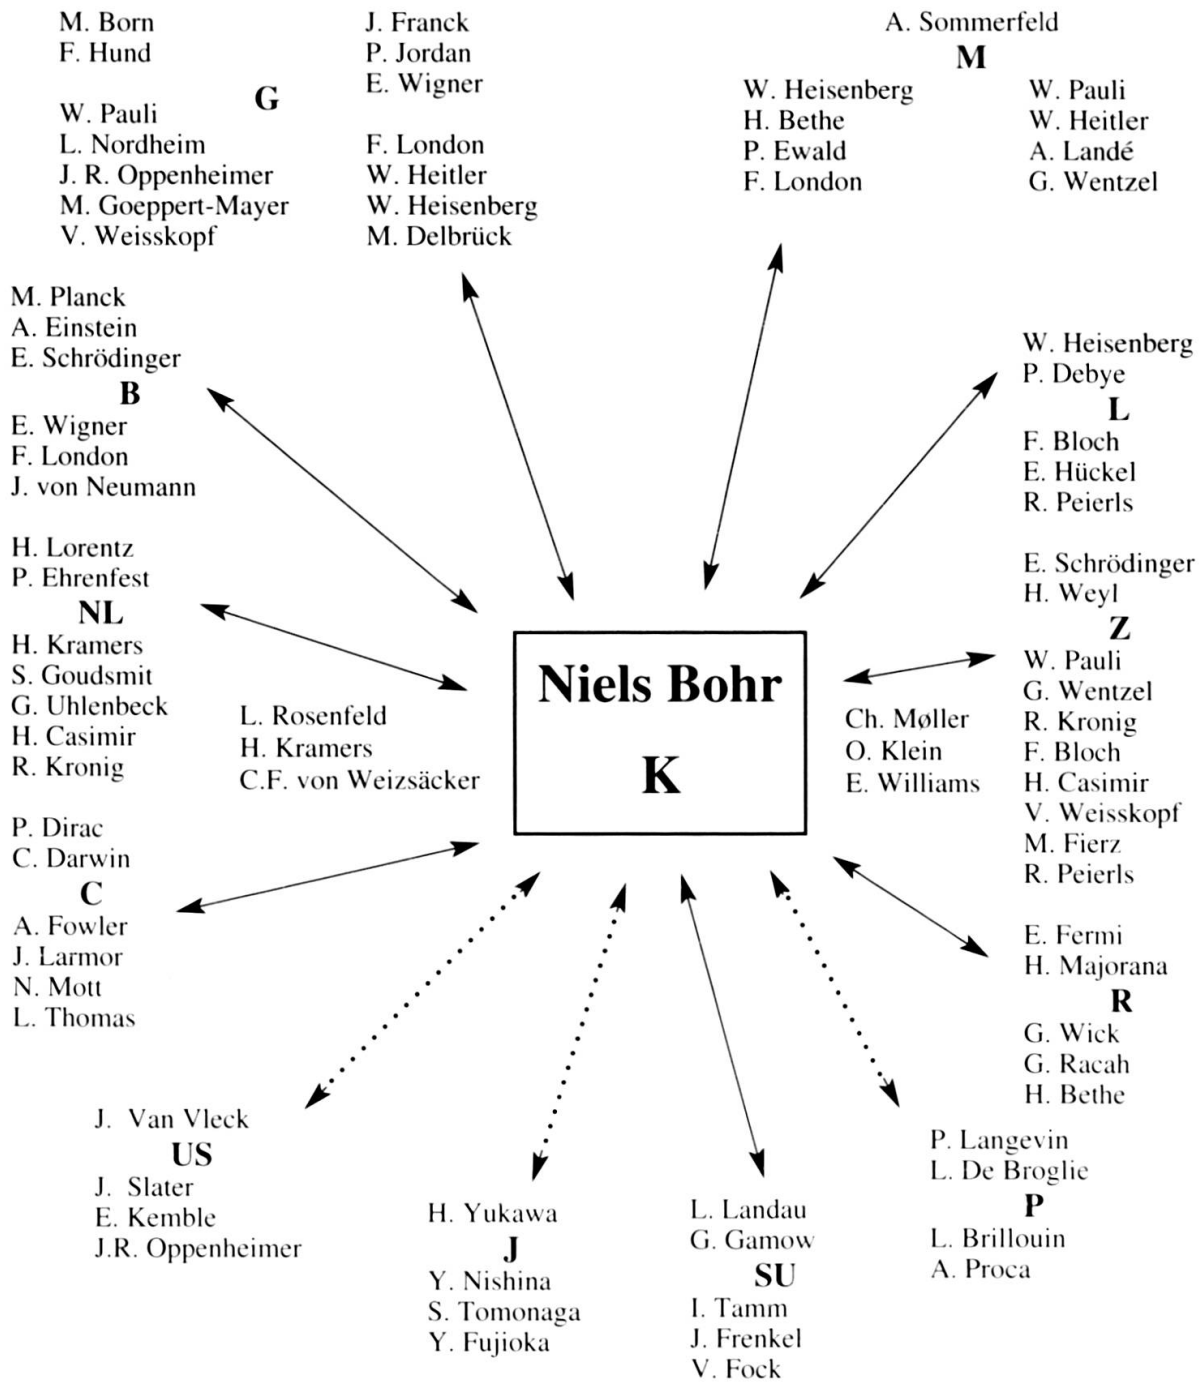 M. Born
F. Hund
J. Franck
P. Jordan
E. Wigner
G
W. Pauli
L. Nordheim
J. R. Oppenheimer
M. Goeppert-Mayer
V. Weisskopf
F. London
W. Heitler
W. Heisenberg
M. Delbrück
A. Sommerfeld
M
W. Heisenberg
H. Bethe
P. Ewald
F. London
W. Pauli
W. Heitler
A. Landé
G. Wentzel
M. Planck
A. Einstein
E. Schrödinger
B
E. Wigner
F. London
J. von Neumann
W. Heisenberg
P. Debye
L
F. Bloch
E. Hückel
R. Peierls
H. Lorentz
P. Ehrenfest
NL
H. Kramers
S. Goudsmit
G. Uhlenbeck
H. Casimir
R. Kronig
L. Rosenfeld
H. Kramers
C.F. von Weizsäcker
Niels Bohr
K
Ch. Møller
O. Klein
E. Williams
E. Schrödinger
H. Weyl
Z
W. Pauli
G. Wentzel
R. Kronig
F. Bloch
H. Casimir
V. Weisskopf
M. Fierz
R. Peierls
P. Dirac
C. Darwin
C
A. Fowler
J. Larmor
N. Mott
L. Thomas
E. Fermi
H. Majorana
R
G. Wick
G. Racah
H. Bethe
J. Van Vleck
US
J. Slater
E. Kemble
J.R. Oppenheimer
H. Yukawa
J
Y. Nishina
S. Tomonaga
Y. Fujioka
L. Landau
G. Gamow
SU
I. Tamm
J. Frenkel
V. Fock
P. Langevin
L. De Broglie
P
L. Brillouin
A. Proca